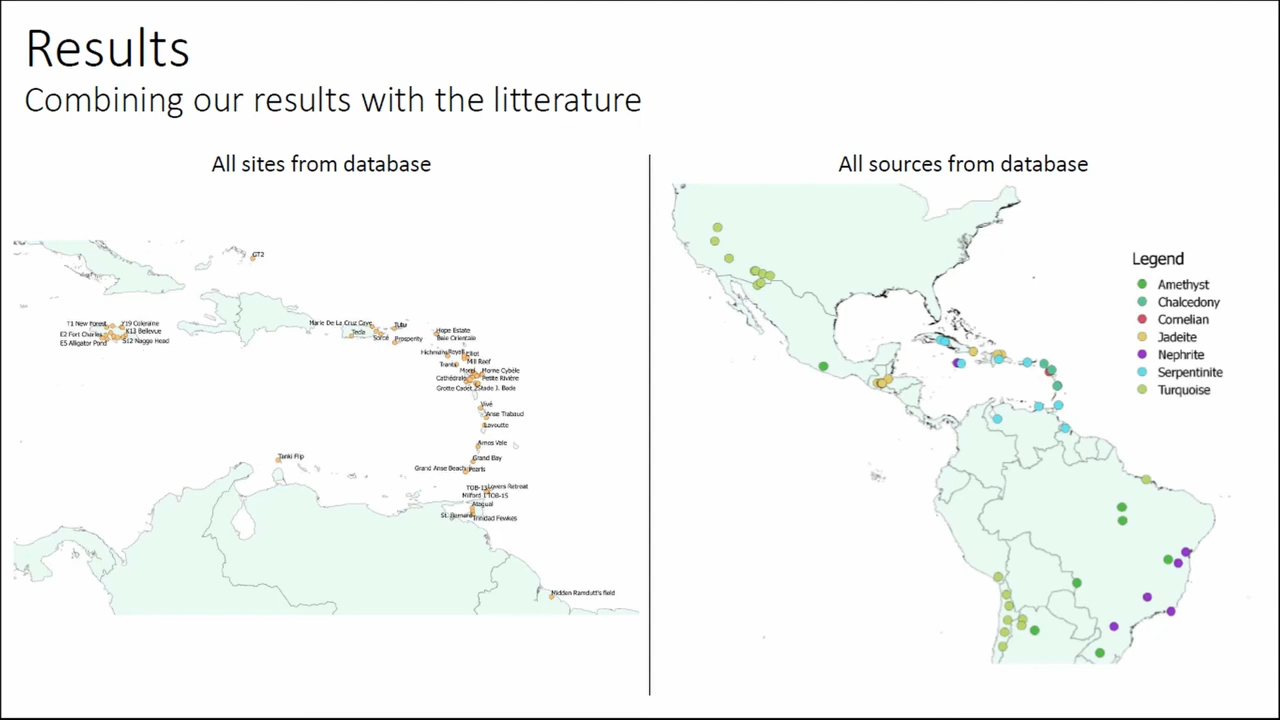 Results
Combining our results with the litterature
All sites from database
GT2
T1 New Forest
Y19 Coleraine
E2 Fort Charles
K13 Bellevue
E5 Alligator Pond
S12 Naggo Head
Marie De La Cruz Cave
Tutu
Tecla
Sorcé
Prosperity
Hope Estate
Baie Orientale
Hichmans
Royall
Elliot
Mill Reef
Trants
Morel
Morne Cybèle
Cathédrale
Petite Rivière
Grotte Cadet 2
Stade J. Bade
Vivé
Anse Trabaud
Lavoutte
Arnos Vale
Grand Bay
Grand Anse Beach
Pearls
Tanki Flip
TOB-13
Lovers Retreat
Milford 1
TOB-15
Atagual
St. Bernard
Trinidad Fewkes
Midden Ramdutt's field
All sources from database
Legend
Amethyst
Chalcedony
Cornelian
Jadeite
Nephrite
Serpentinite
Turquoise